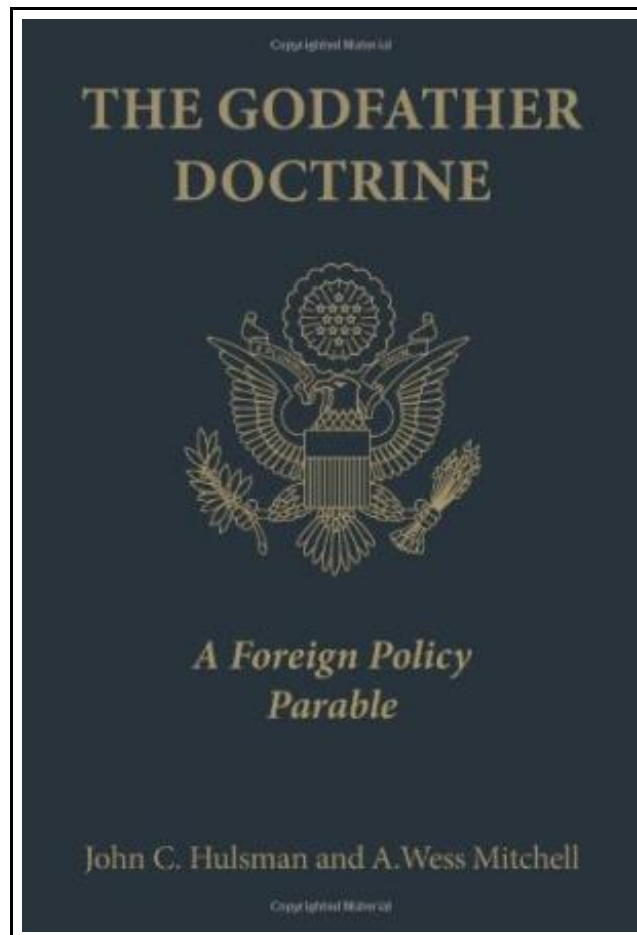 Copyrighted Material
THE GODFATHER
DOCTRINE
A Foreign Policy
Parable
John C. Hulsman and A.Wess Mitchell
Copyrighted Material